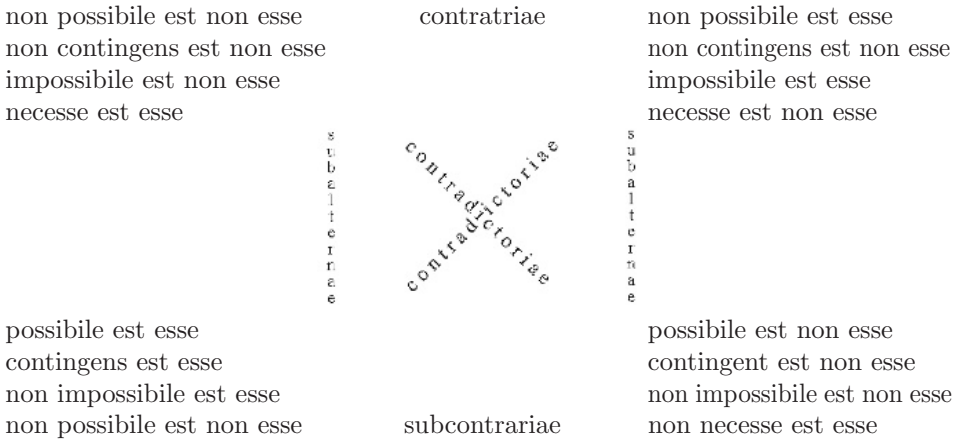 non possibile est non esse contratriae non possibile est esse
non contingens est non esse non contingens est non esse
impossibile est non esse impossibile est esse
necesse est esse necesse est non esse
subalternae contradictoriae contradictoriae subalternae
possibile est esse possibile est non esse
contingens est esse contingent est non esse
non impossibile est esse non impossibile est non esse
non possibile est non esse subcontrariae non necesse est esse